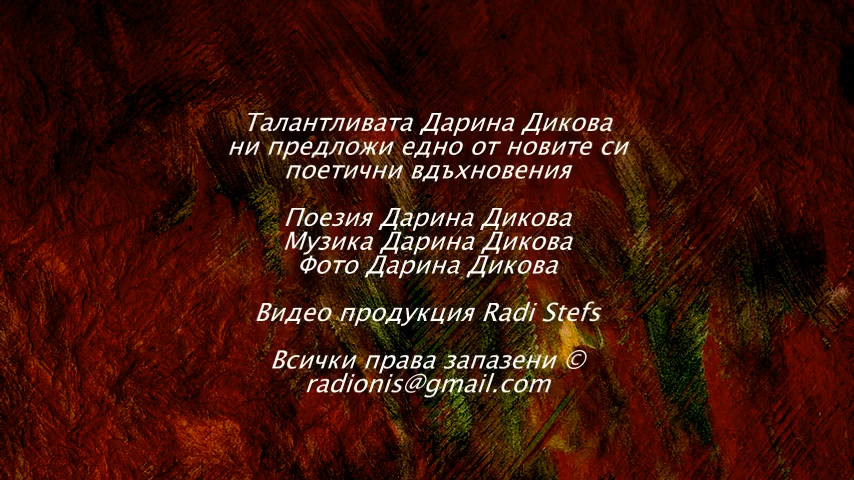 Талантливата Дарина Дикова
ни предложи едно от новите си
поетични вдъхновения
Поезия Дарина Дикова
Музика Дарина Дикова
Фото Дарина Дикова
Видео продукция Radi Stefs
Всички права запазени ©
radionis@gmail.com